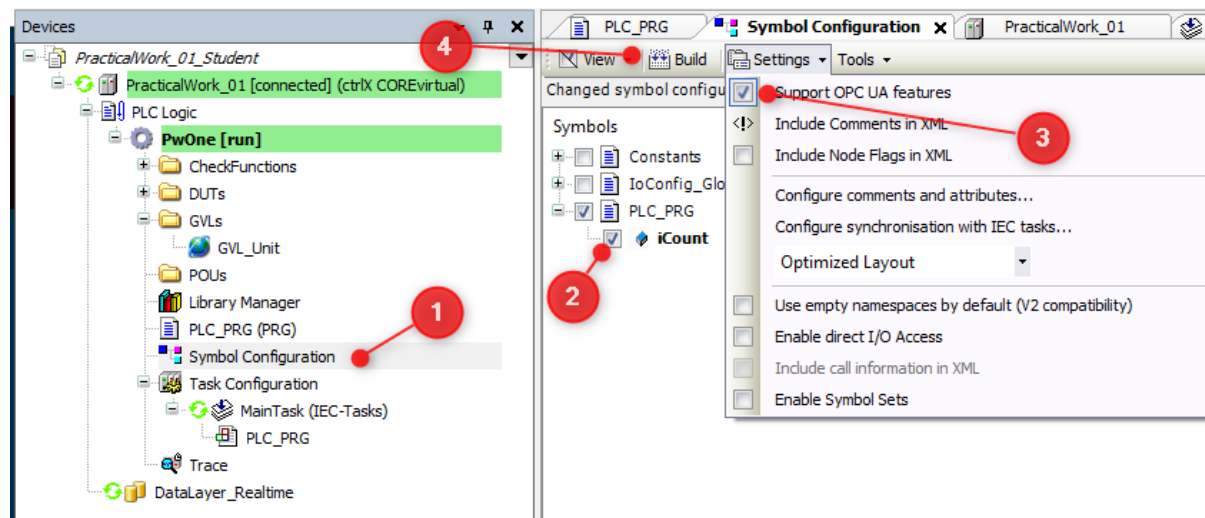 Devices
PracticalWork_01_Student
PracticalWork_01 [connected] (ctrlX COREvirtual)
PLC Logic
PwOne [run]
CheckFunctions
DUTs
GVLs
GVL_Unit
POUs
Library Manager
PLC_PRG (PRG)
Symbol Configuration
Task Configuration
MainTask (IEC-Tasks)
PLC_PRG
Trace
DataLayer_Realtime
1
4
PLC_PRG
Symbol Configuration
PracticalWork_01
View
Build
Settings
Tools
Changed symbol configu
Symbols
Constants
IoConfig_Glo
PLC_PRG
iCount
2
Support OPC UA features
Include Comments in XML
Include Node Flags in XML
3
Configure comments and attributes...
Configure synchronisation with IEC tasks...
Optimized Layout
Use empty namespaces by default (V2 compatibility)
Enable direct I/O Access
Include call information in XML
Enable Symbol Sets